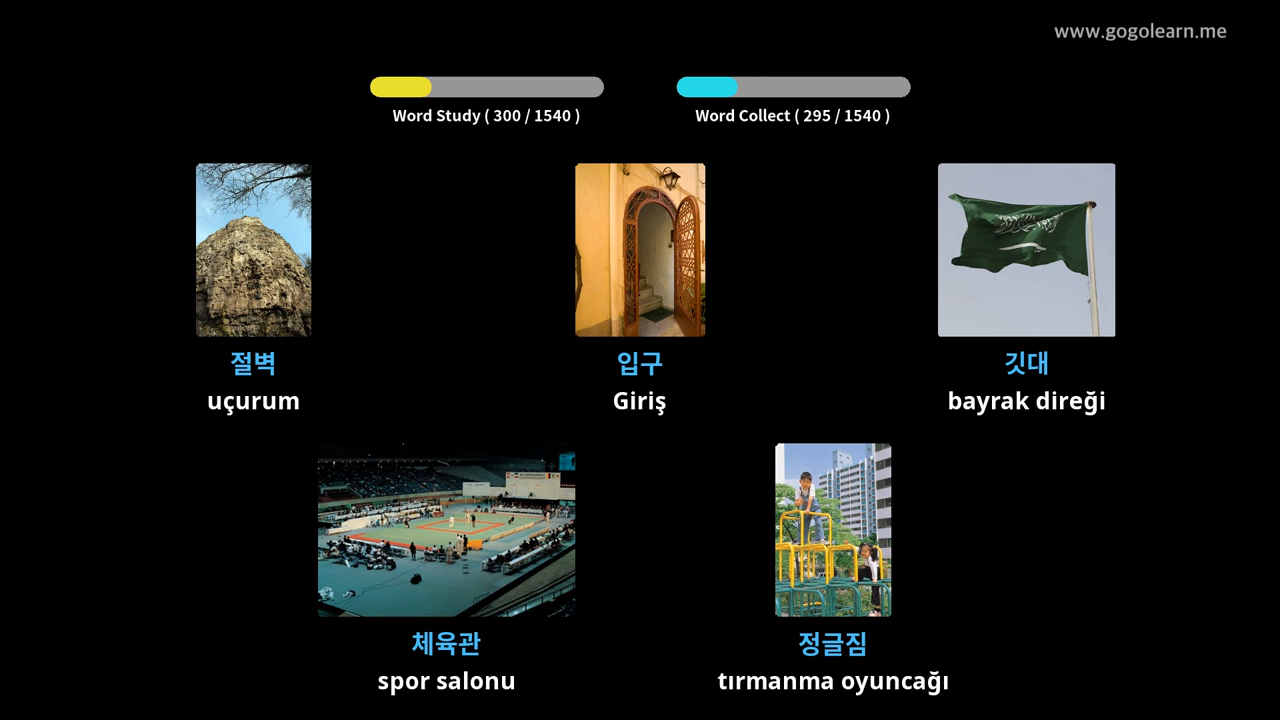 www.gogolearn.me
Word Study ( 300 / 1540 )
Word Collect ( 295 / 1540 )
절벽
uçurum
입구
Giriş
깃대
bayrak direği
체육관
spor salonu
정글짐
tırmanma oyuncağı